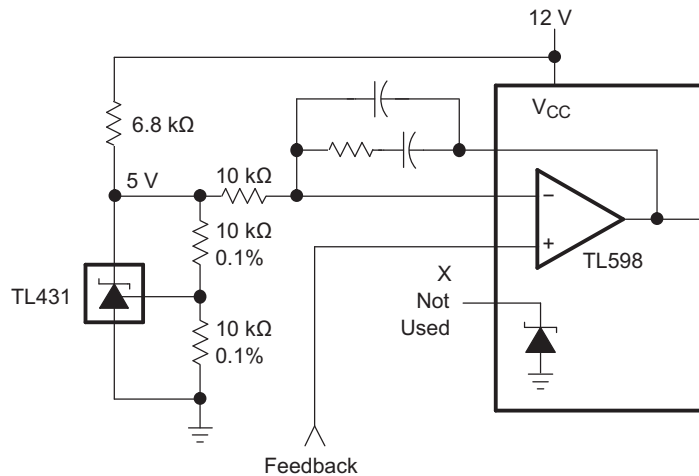 12 V
V_CC
6.8 kΩ
5 V
10 kΩ
10 kΩ
0.1%
TL431
10 kΩ
0.1%
−
+
TL598
X
Not
Used
Feedback